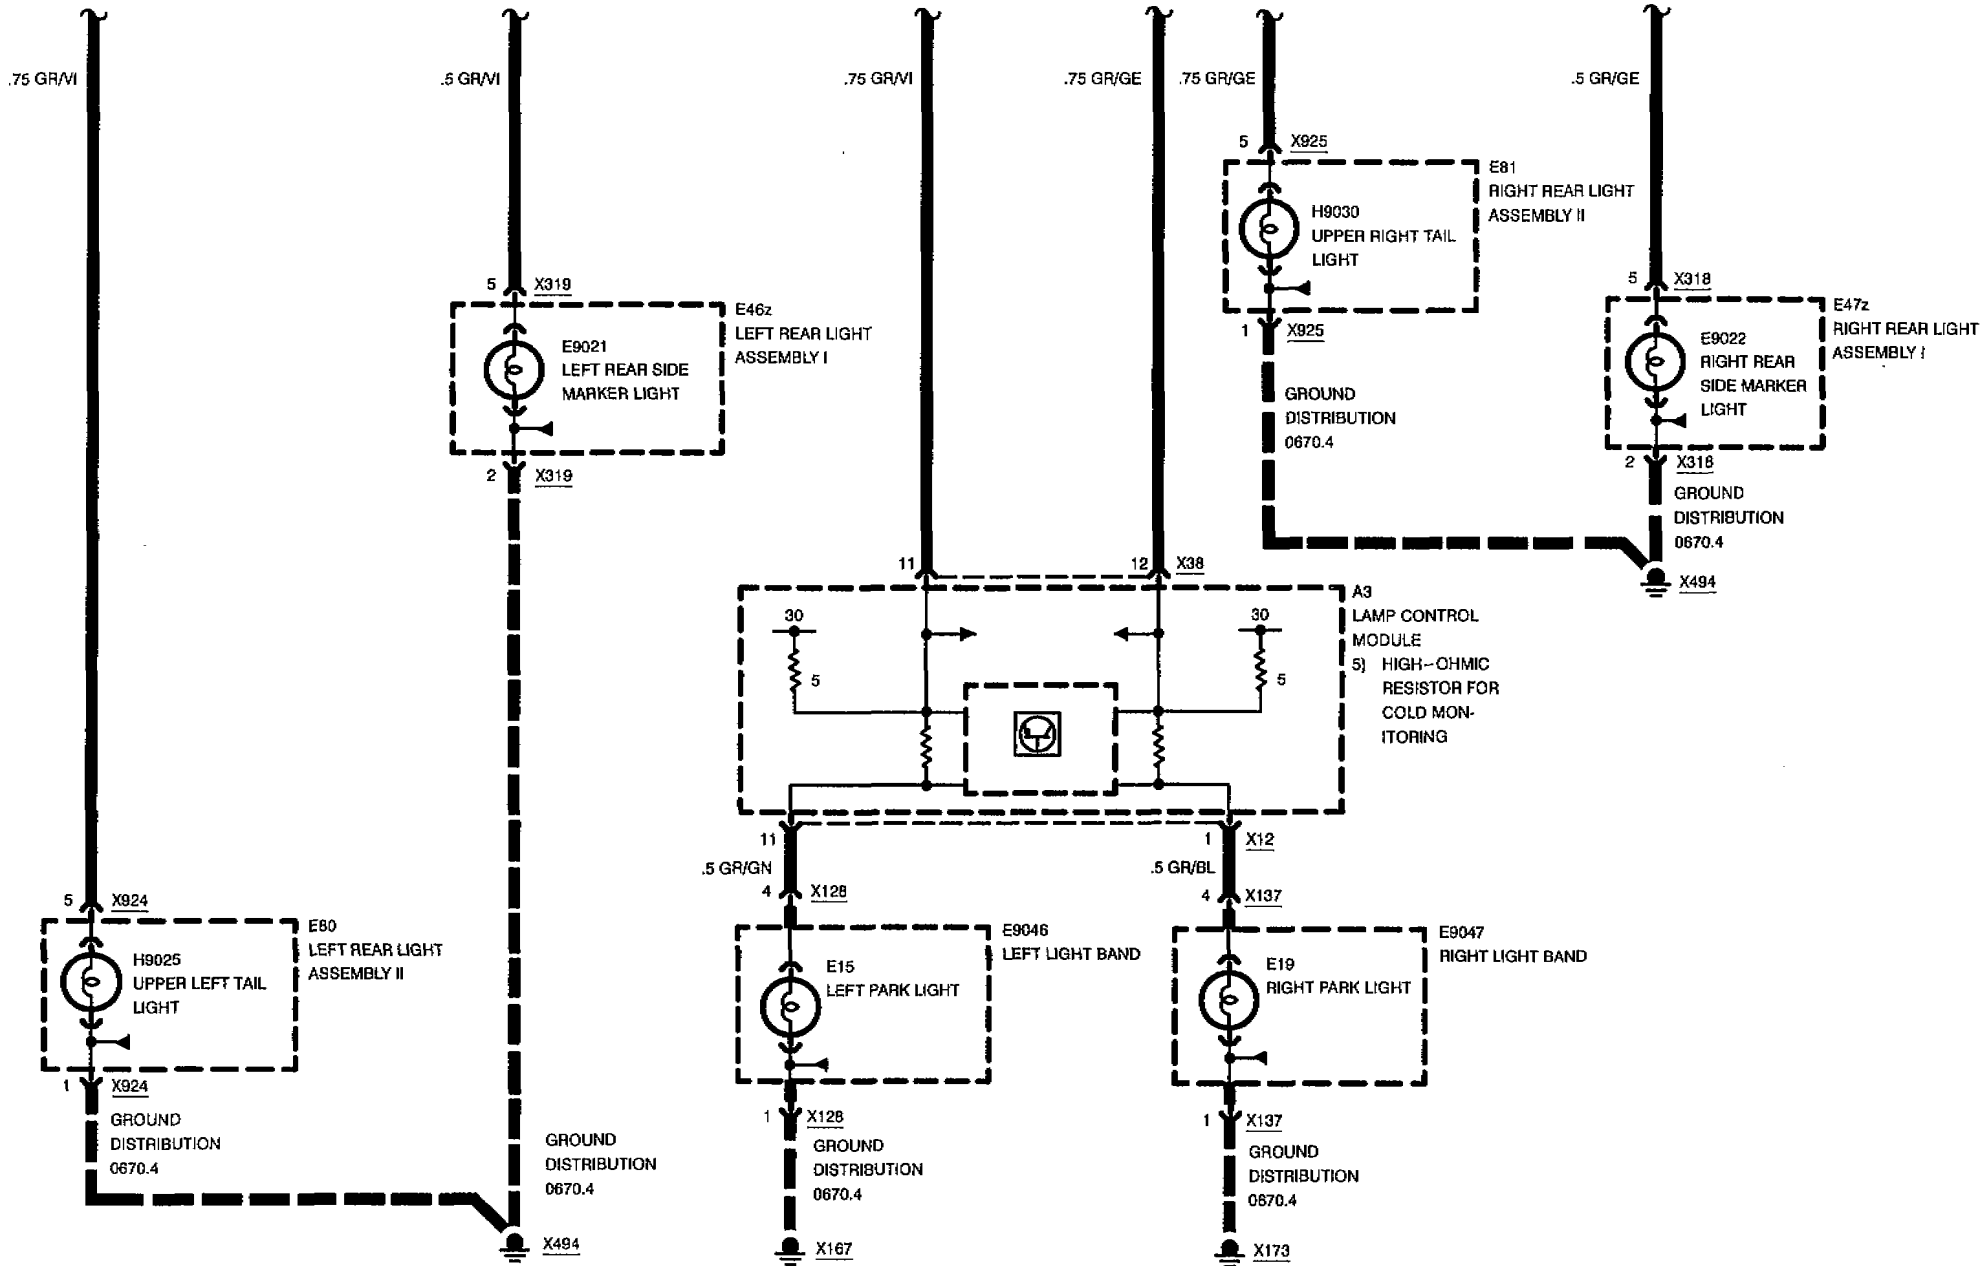 .75 GR/VI
.5 GR/VI
.75 GR/VI
.75 GR/GE
.75 GR/GE
.5 GR/GE
5 X925
E81
RIGHT REAR LIGHT
ASSEMBLY II
H9030
UPPER RIGHT TAIL
LIGHT
1 X925
GROUND
DISTRIBUTION
0670.4
5 X318
E47z
RIGHT REAR LIGHT
ASSEMBLY I
E9022
RIGHT REAR
SIDE MARKER
LIGHT
2 X318
GROUND
DISTRIBUTION
0670.4
X494
5 X319
E46z
LEFT REAR LIGHT
ASSEMBLY I
E9021
LEFT REAR SIDE
MARKER LIGHT
2 X319
11
12 X38
A3
LAMP CONTROL
MODULE
5) HIGH-OHMIC
RESISTOR FOR
COLD MON-
ITORING
30
5
30
5
11
1 X12
.5 GR/GN
.5 GR/BL
4 X128
4 X137
E9046
LEFT LIGHT BAND
E15
LEFT PARK LIGHT
E9047
RIGHT LIGHT BAND
E19
RIGHT PARK LIGHT
5 X924
E80
LEFT REAR LIGHT
ASSEMBLY II
H9025
UPPER LEFT TAIL
LIGHT
1 X924
GROUND
DISTRIBUTION
0670.4
GROUND
DISTRIBUTION
0670.4
X494
1 X128
GROUND
DISTRIBUTION
0670.4
X167
1 X137
GROUND
DISTRIBUTION
0670.4
X173